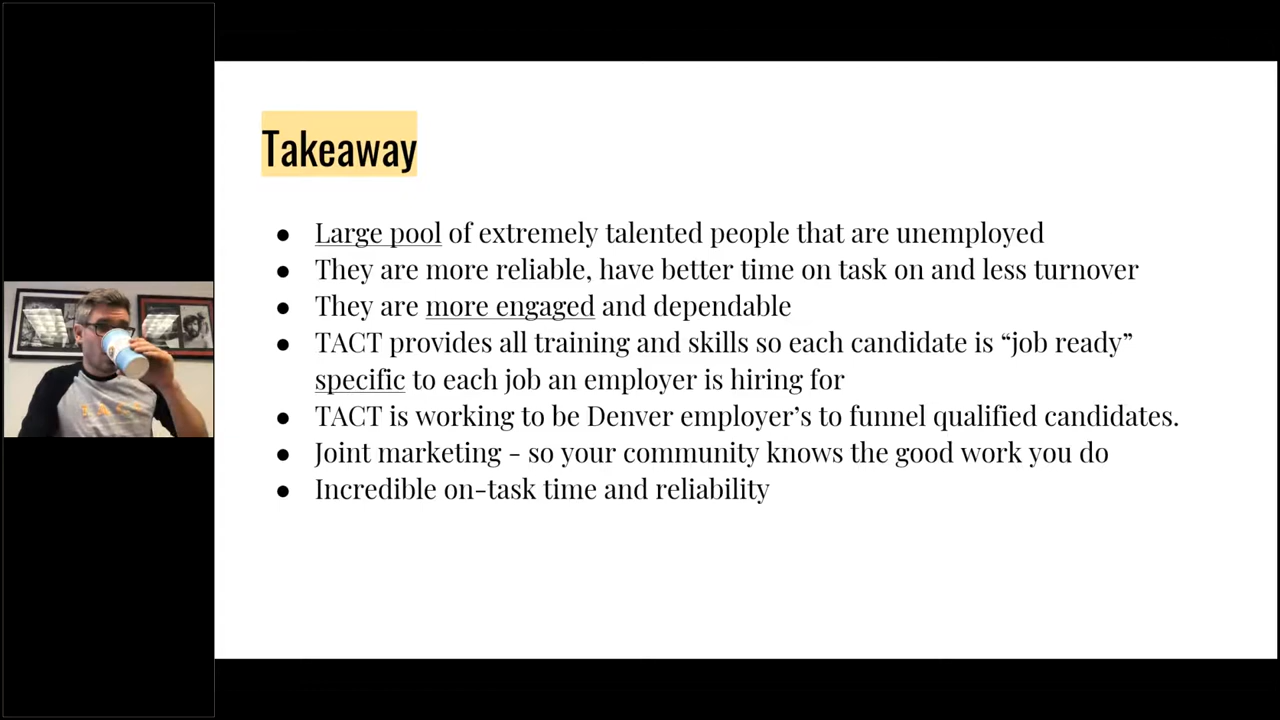 Takeaway
● Large pool of extremely talented people that are unemployed
● They are more reliable, have better time on task on and less turnover
● They are more engaged and dependable
● TACT provides all training and skills so each candidate is “job ready”
specific to each job an employer is hiring for
● TACT is working to be Denver employer’s to funnel qualified candidates.
● Joint marketing - so your community knows the good work you do
● Incredible on-task time and reliability
TACT